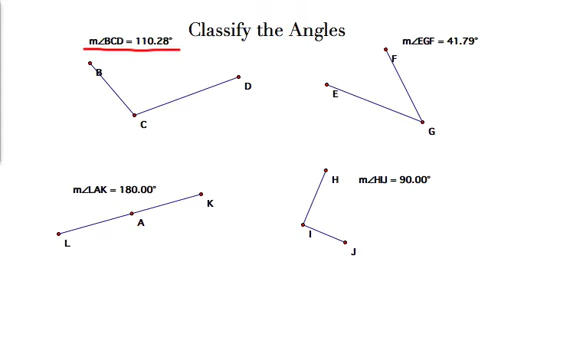 Classify the Angles
m∠BCD = 110.28°
B
D
C
m∠EGF = 41.79°
F
E
G
m∠LAK = 180.00°
K
A
L
H
m∠HIJ = 90.00°
I
J